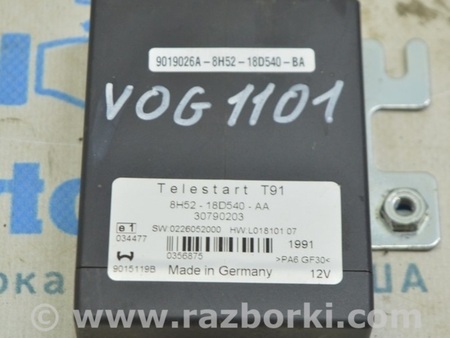 9019026A-8H52-18D540-BA
VOG 1101
Telestart T91
8H52 - 18D540 - AA
30790203
e1 SW:0226052000 HW:L018101 07
034477 0356875 1991 >PA6 GF30<
9015119B Made in Germany 12V
США
www.razborki.com